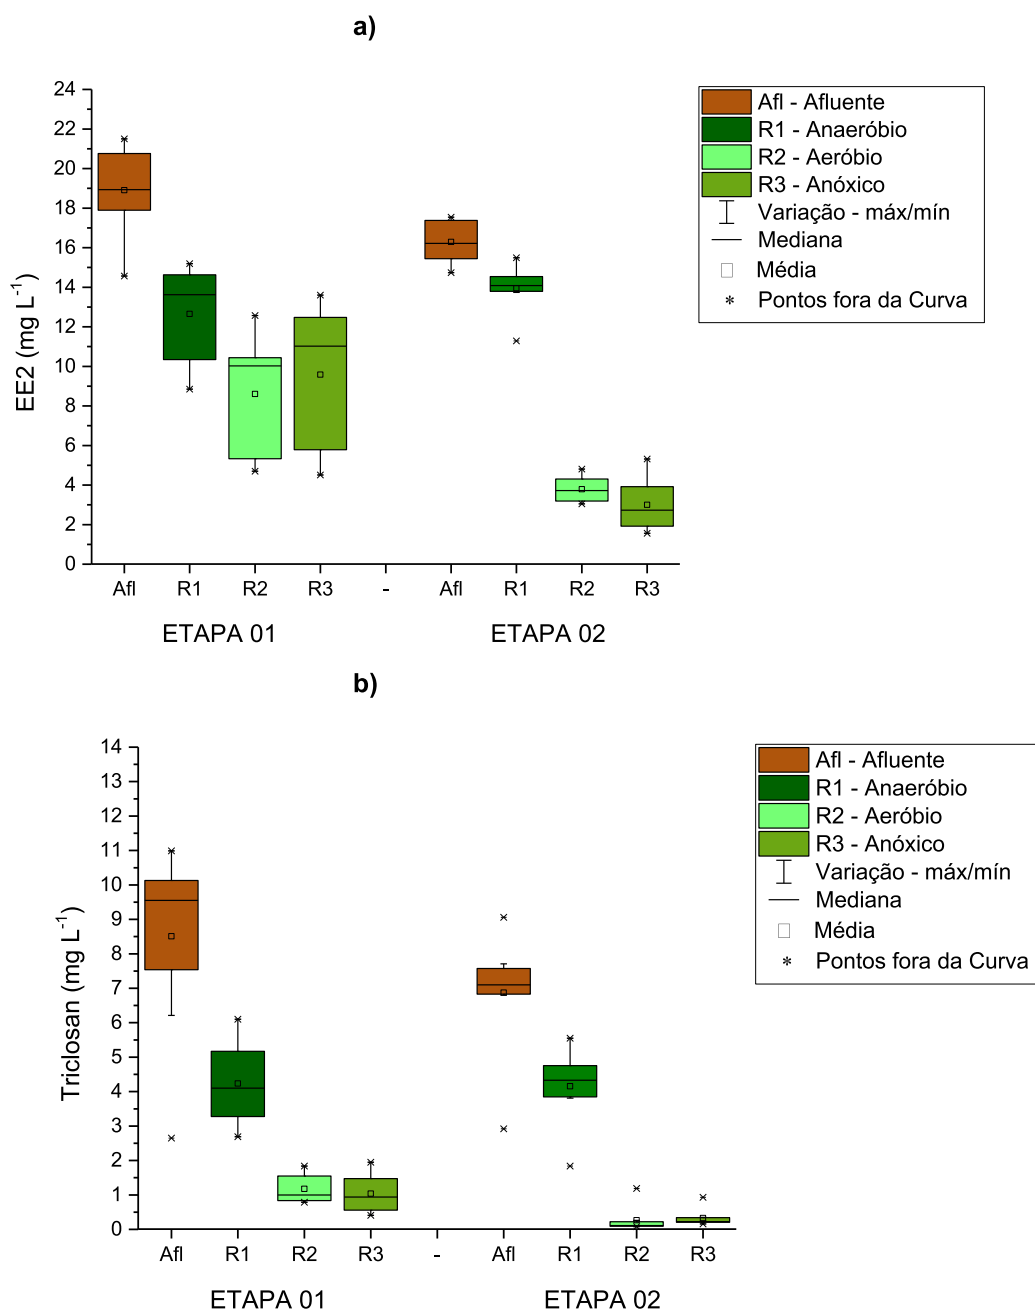 a)
EE2 (mg L⁻¹)
24
22
20
18
16
14
12
10
8
6
4
2
0
Afl R1 R2 R3 - Afl R1 R2 R3
ETAPA 01 ETAPA 02
Afl - Afluente
R1 - Anaeróbio
R2 - Aeróbio
R3 - Anóxico
Variação - máx/mín
Mediana
Média
* Pontos fora da Curva
b)
Triclosan (mg L⁻¹)
14
13
12
11
10
9
8
7
6
5
4
3
2
1
0
Afl R1 R2 R3 - Afl R1 R2 R3
ETAPA 01 ETAPA 02
Afl - Afluente
R1 - Anaeróbio
R2 - Aeróbio
R3 - Anóxico
Variação - máx/mín
Mediana
Média
* Pontos fora da Curva